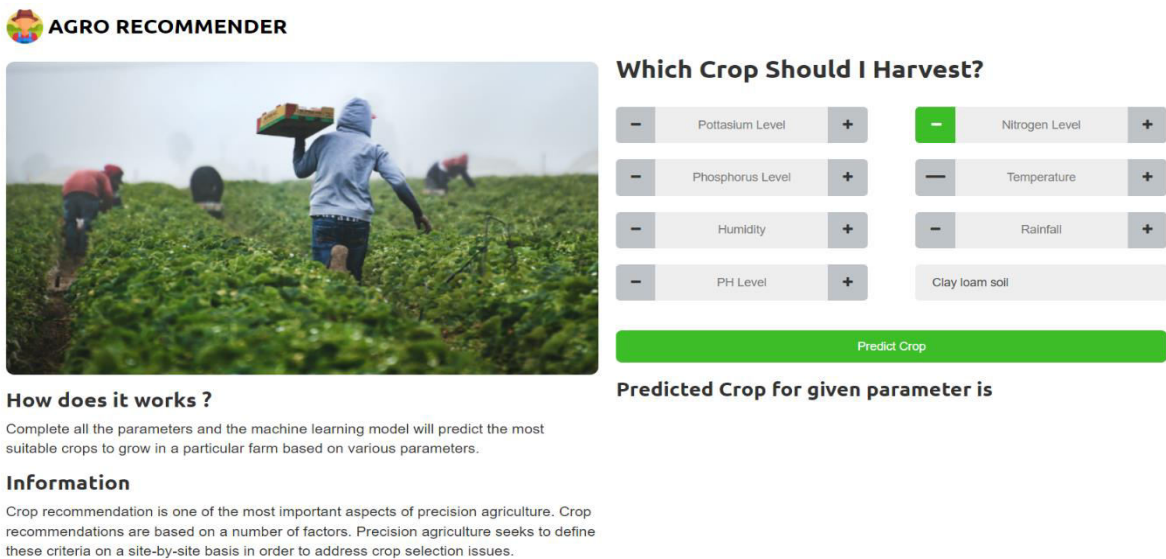 AGRO RECOMMENDER
Which Crop Should I Harvest?
- Pottasium Level +
- Nitrogen Level +
- Phosphorus Level +
- Temperature +
- Humidity +
- Rainfall +
- PH Level +
Clay loam soil
Predict Crop
Predicted Crop for given parameter is
How does it works ?
Complete all the parameters and the machine learning model will predict the most
suitable crops to grow in a particular farm based on various parameters.
Information
Crop recommendation is one of the most important aspects of precision agriculture. Crop
recommendations are based on a number of factors. Precision agriculture seeks to define
these criteria on a site-by-site basis in order to address crop selection issues.